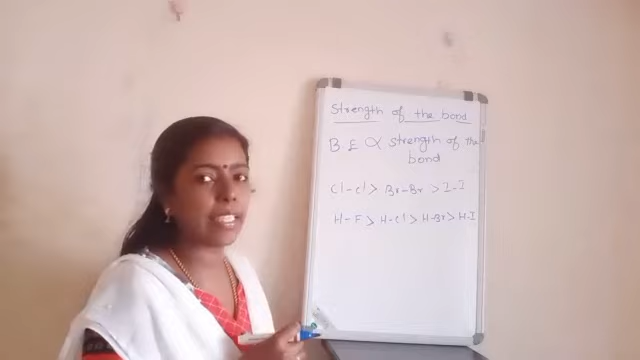 Strength of the bond
B.E ∝ strength of the
bond
Cl-Cl > Br-Br > I-I
H-F > H-Cl > H-Br > H-I